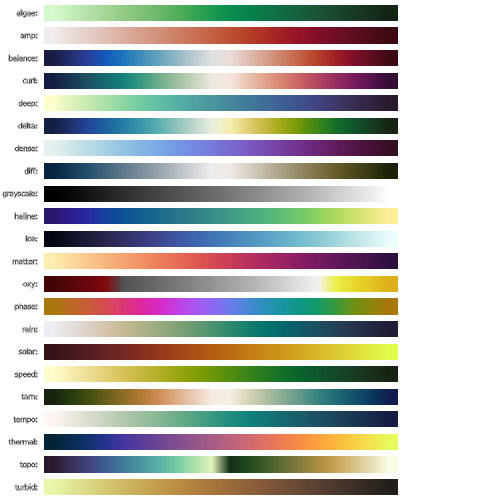 algae:
amp:
balance:
curl:
deep:
delta:
dense:
diff:
grayscale:
haline:
ice:
matter:
oxy:
phase:
rain:
solar:
speed:
tarn:
tempo:
thermal:
topo:
turbid: